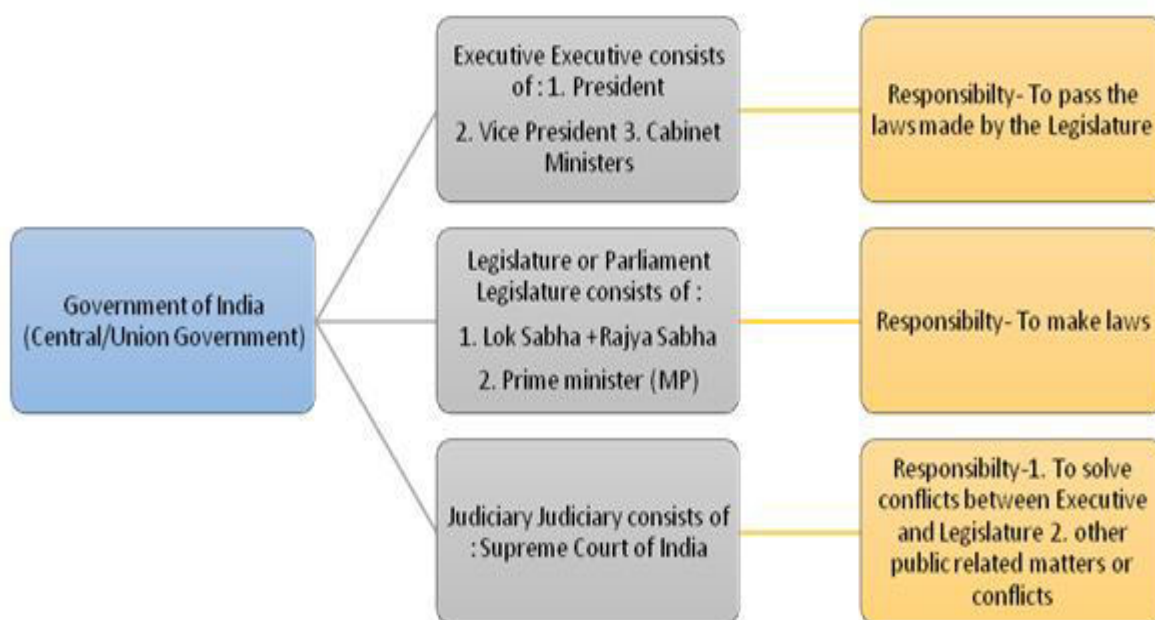 Government of India
(Central/Union Government)
Executive Executive consists
of : 1. President
2. Vice President 3. Cabinet
Ministers
Responsibilty- To pass the
laws made by the Legislature
Legislature or Parliament
Legislature consists of :
1. Lok Sabha +Rajya Sabha
2. Prime minister (MP)
Responsibilty- To make laws
Judiciary Judiciary consists of
: Supreme Court of India
Responsibilty-1. To solve
conflicts between Executive
and Legislature 2. other
public related matters or
conflicts